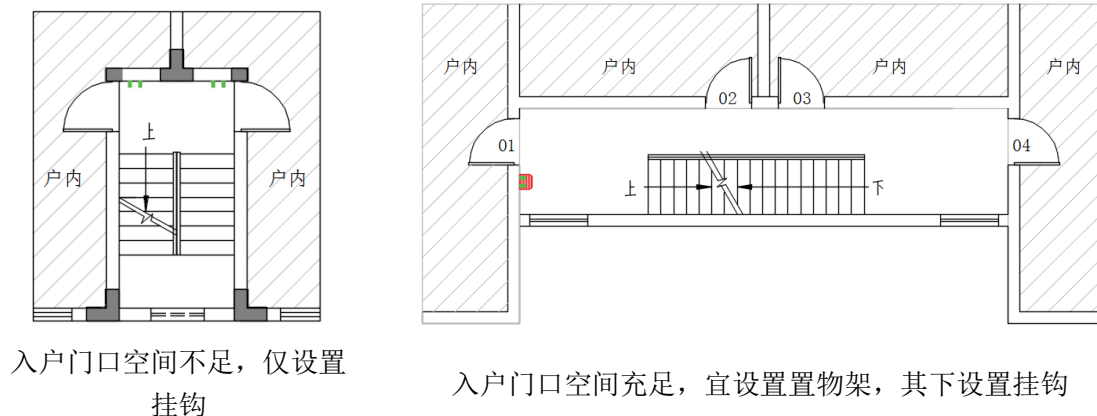 上
户内
户内
入户门口空间不足，仅设置
挂钩
户内
户内
户内
户内
02
03
01
04
上
下
入户门口空间充足，宜设置置物架，其下设置挂钩